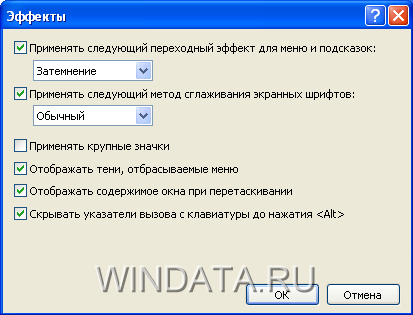 Эффекты
Применять следующий переходный эффект для меню и подсказок:
Затемнение
Применять следующий метод сглаживания экранных шрифтов:
Обычный
Применять крупные значки
Отображать тени, отбрасываемые меню
Отображать содержимое окна при перетаскивании
Скрывать указатели вызова с клавиатуры до нажатия <Alt>
WINDATA.RU
ОК
Отмена